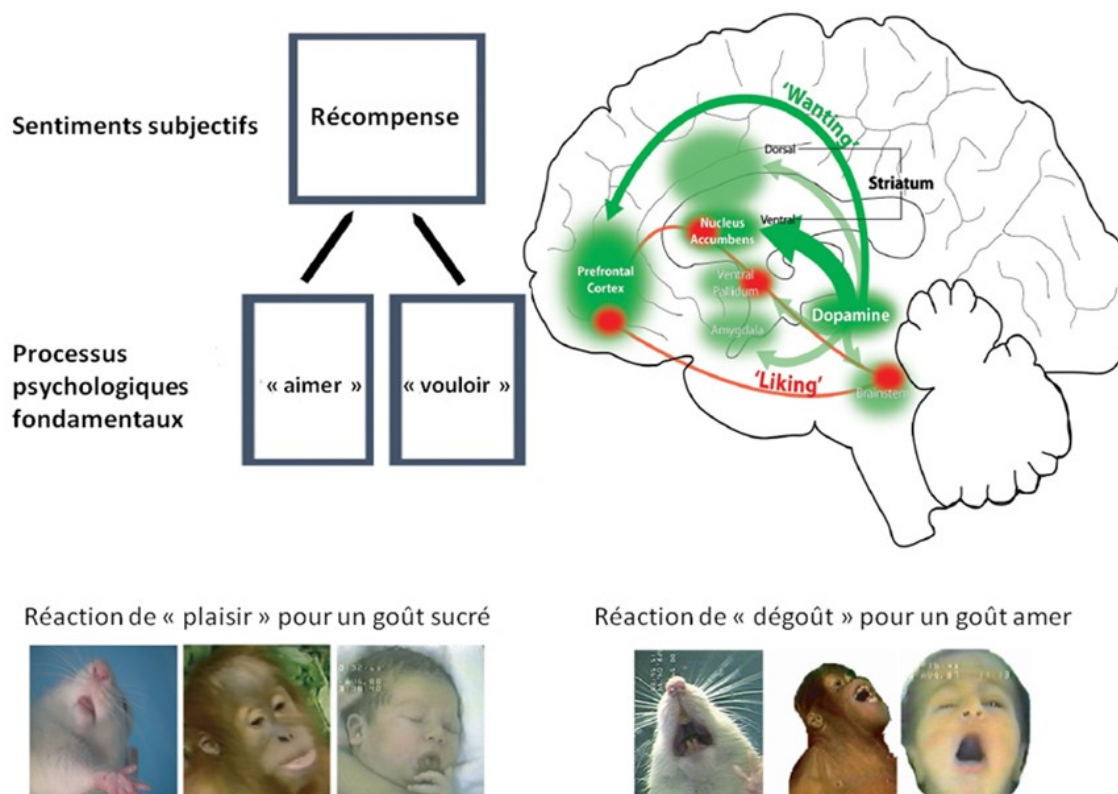 Sentiments subjectifs
Récompense
Processus
psychologiques
fondamentaux
« aimer »
« vouloir »
'Wanting'
Dorsal
Striatum
Ventral
Nucleus
Accumbens
Prefrontal
Cortex
Ventral
Pallidum
Dopamine
Amygdala
'Liking'
Brainstem
Réaction de « plaisir » pour un goût sucré
Réaction de « dégoût » pour un goût amer